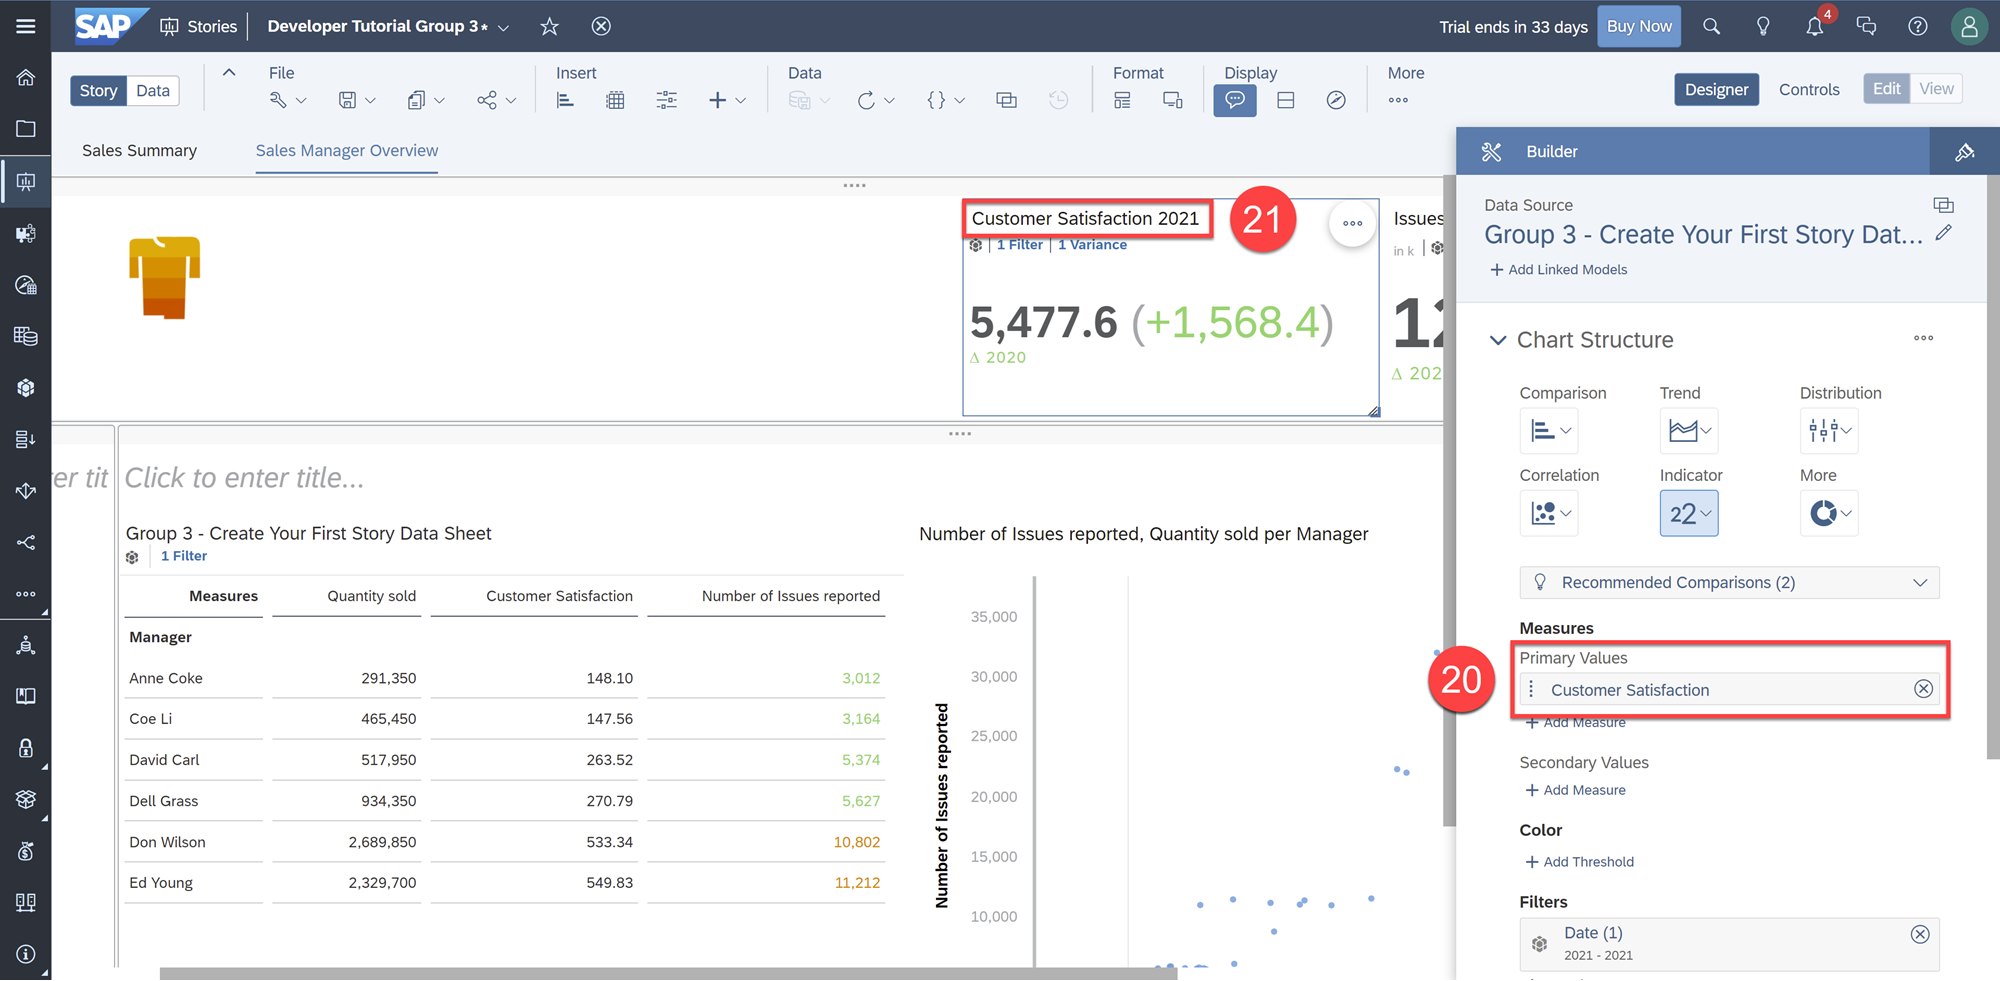 SAP Stories Developer Tutorial Group 3* Trial ends in 33 days Buy Now 4
File Insert Data Format Display More
Story Data Designer Controls Edit View
Sales Summary Sales Manager Overview
Builder
Customer Satisfaction 2021
21
1 Filter 1 Variance
5,477.6 (+1,568.4)
Δ 2020
Issues
in k
12
Δ 202
Data Source
Group 3 - Create Your First Story Dat...
Add Linked Models
Chart Structure
Comparison Trend Distribution
Correlation Indicator More
22
Recommended Comparisons (2)
Measures
Primary Values
20
Customer Satisfaction
Add Measure
Secondary Values
Add Measure
Color
Add Threshold
Filters
Date (1)
2021 - 2021
er tit
Click to enter title...
Group 3 - Create Your First Story Data Sheet
1 Filter
Measures Quantity sold Customer Satisfaction Number of Issues reported
Manager
Anne Coke 291,350 148.10 3,012
Coe Li 465,450 147.56 3,164
David Carl 517,950 263.52 5,374
Dell Grass 934,350 270.79 5,627
Don Wilson 2,689,850 533.34 10,802
Ed Young 2,329,700 549.83 11,212
Number of Issues reported, Quantity sold per Manager
Number of Issues reported
35,000
30,000
25,000
20,000
15,000
10,000